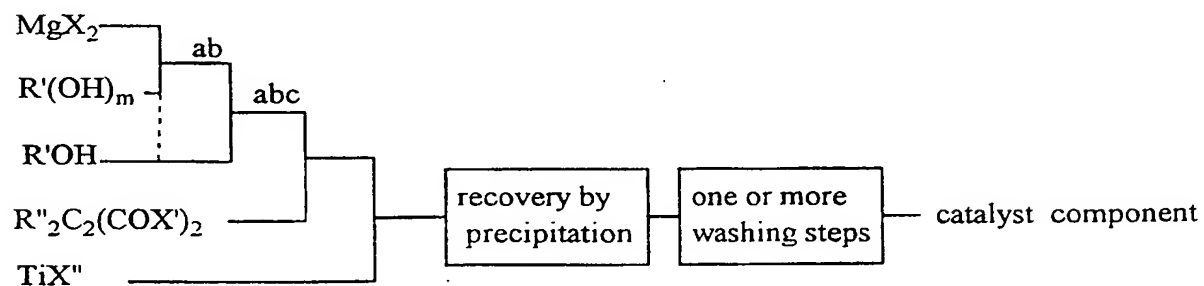 MgX₂
ab
R'(OH)ₘ
abc
R'OH
recovery by
precipitation
one or more
washing steps
catalyst component
R"₂C₂(COX')₂
TiX"